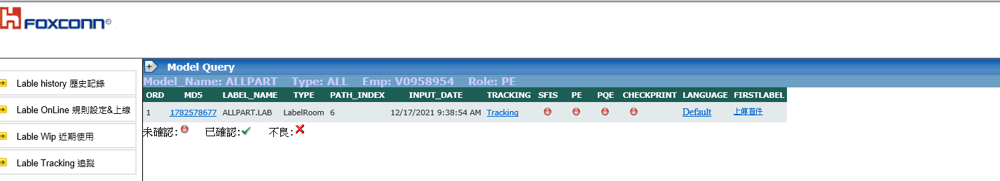 FOXCONN®
Lable history 歷史記錄
Lable OnLine 規則設定&上線
Lable Wip 近期使用
Lable Tracking 追蹤
Model Query
Model_Name: ALLPART Type: ALL Emp: V0958954 Role: PE
ORD MD5 LABEL_NAME TYPE PATH_INDEX INPUT_DATE TRACKING SFIS PE PQE CHECKPRINT LANGUAGE FIRSTLABEL
1 1782578677 ALLPART.LAB LabelRoom 6 12/17/2021 9:38:54 AM Tracking Default 上傳首件
未確認: 已確認: 不良: